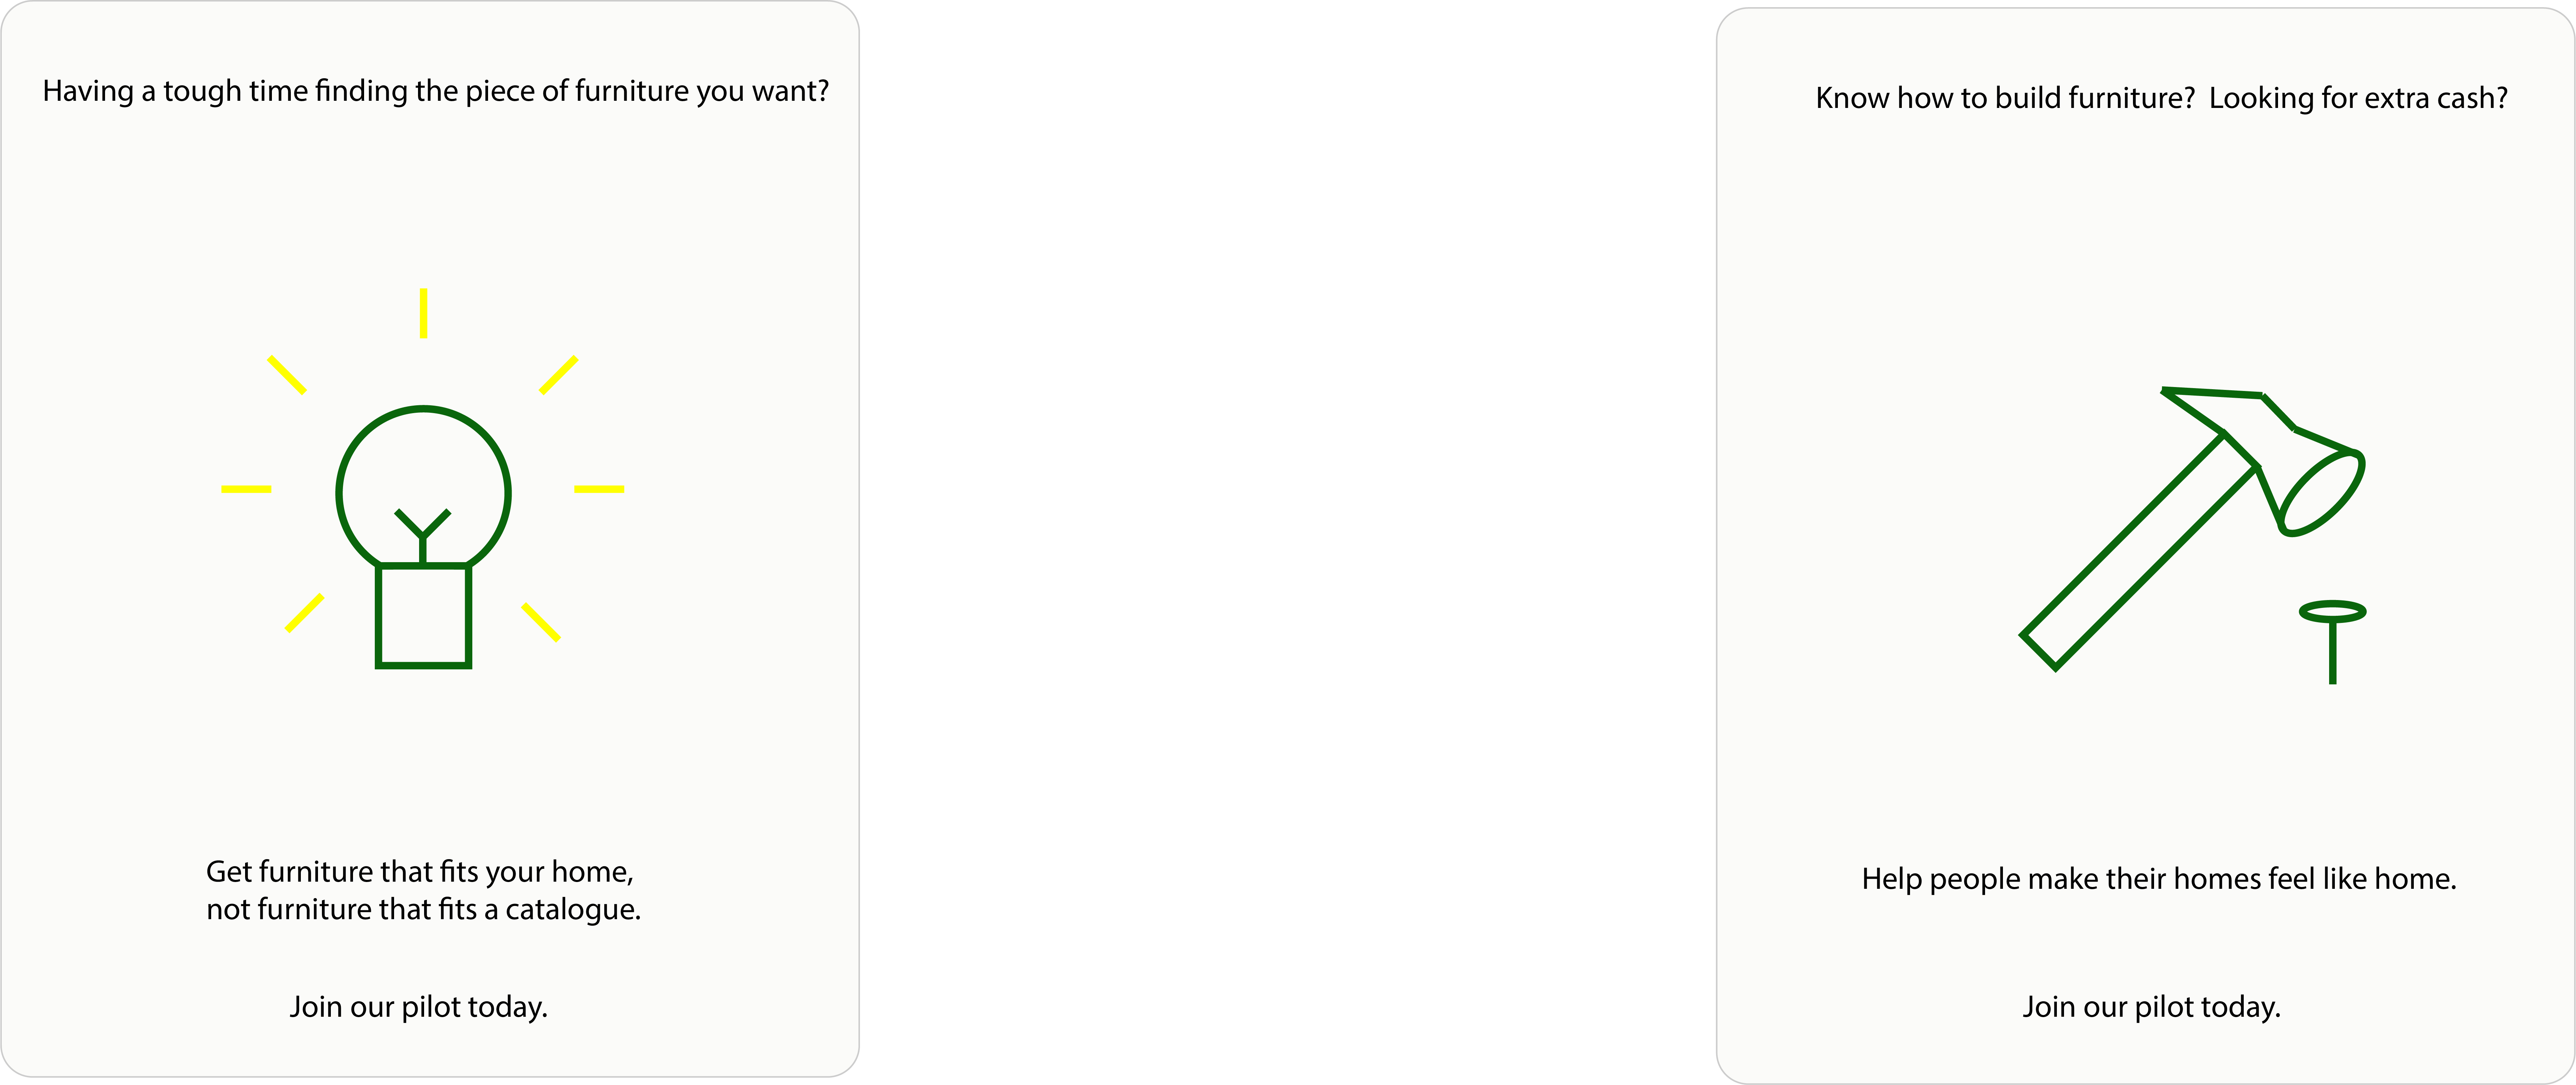 Having a tough time finding the piece of furniture you want?
Get furniture that fits your home,
not furniture that fits a catalogue.
Join our pilot today.
Know how to build furniture?  Looking for extra cash?
Help people make their homes feel like home.
Join our pilot today.